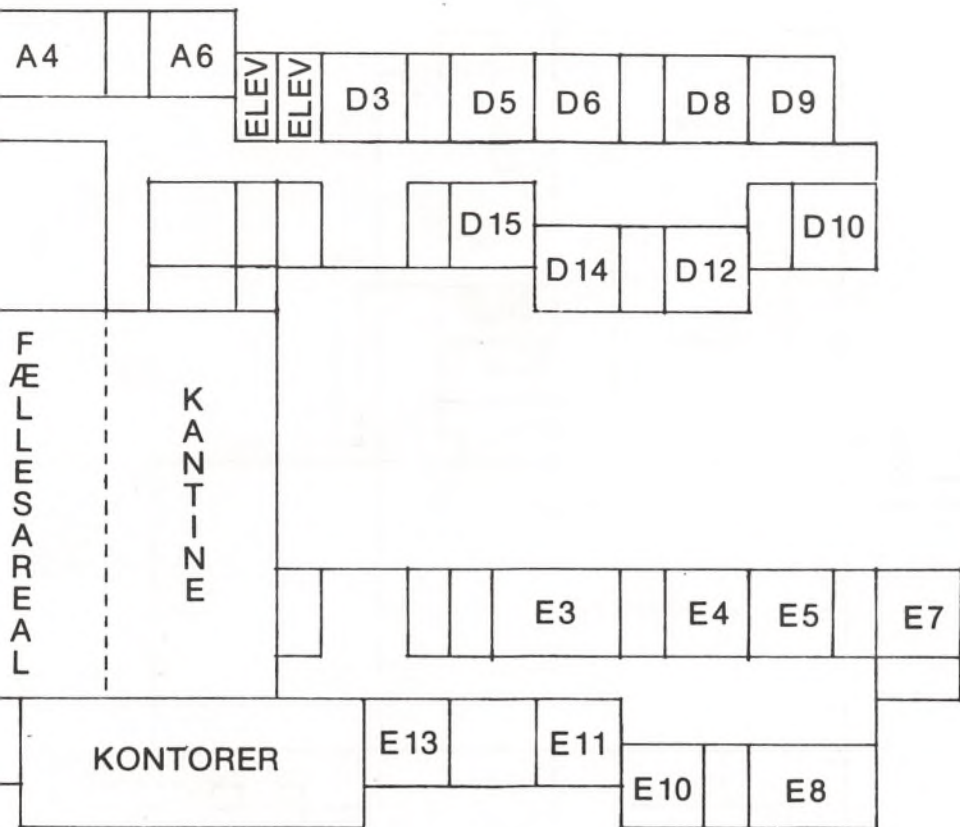 A4
A6
ELEV
ELEV
D3
D5
D6
D8
D9
D15
D10
D14
D12
FÆLLESAREAL
KANTINE
E3
E4
E5
E7
E13
E11
KONTORER
E10
E8